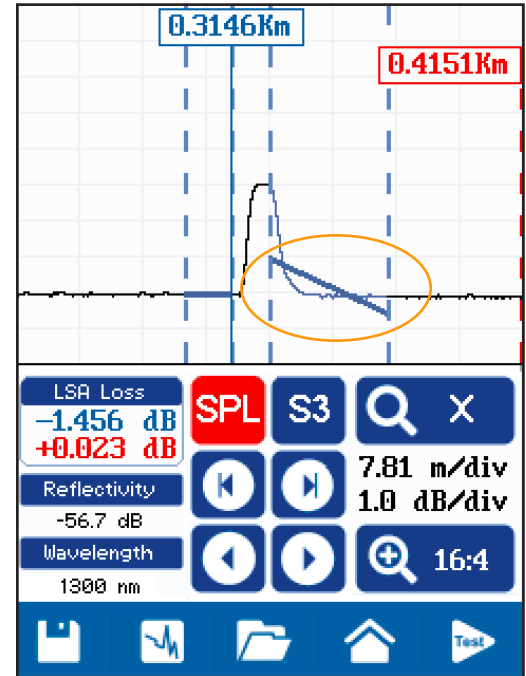 0.3146Km
0.4151Km
LSA Loss
-1.456 dB
+0.023 dB
SPL
S3
X
7.81 m/div
1.0 dB/div
Reflectivity
-56.7 dB
Wavelength
1300 nm
16:4
Test